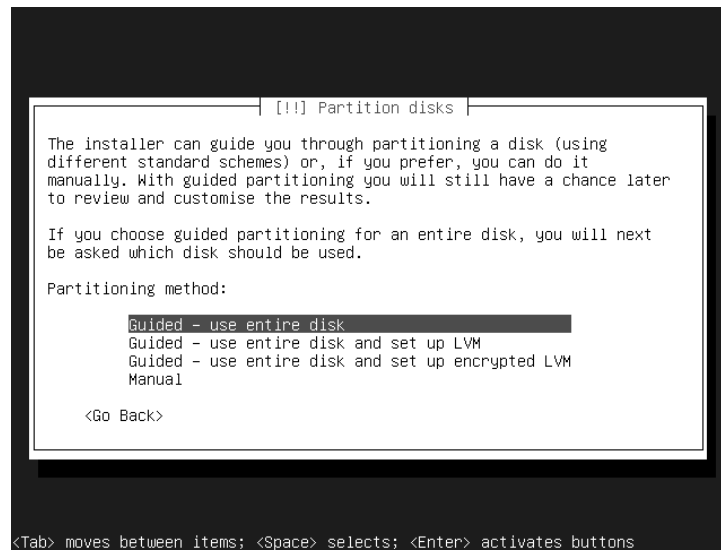 [!!] Partition disks
The installer can guide you through partitioning a disk (using
different standard schemes) or, if you prefer, you can do it
manually. With guided partitioning you will still have a chance later
to review and customise the results.
If you choose guided partitioning for an entire disk, you will next
be asked which disk should be used.
Partitioning method:
Guided - use entire disk
Guided - use entire disk and set up LVM
Guided - use entire disk and set up encrypted LVM
Manual
<Go Back>
<Tab> moves between items; <Space> selects; <Enter> activates buttons